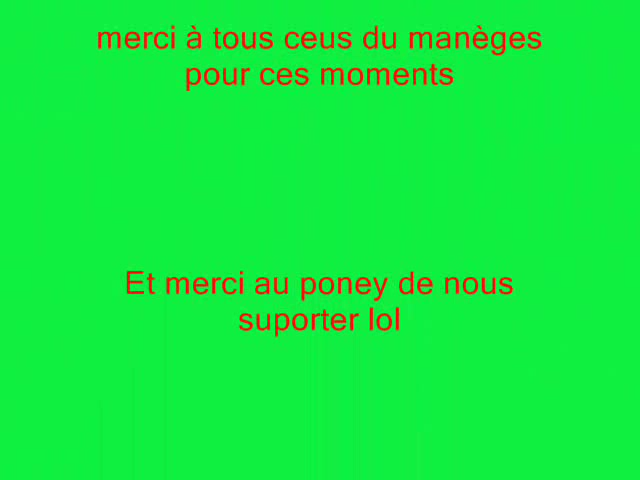 merci à tous ceus du manèges
pour ces moments
Et merci au poney de nous
suporter lol